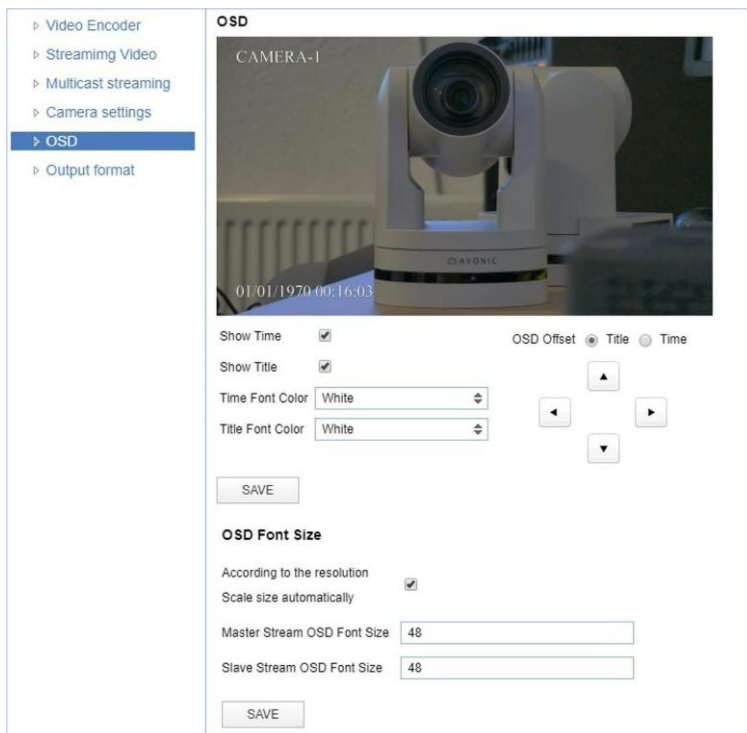 Video Encoder
Streamimg Video
Multicast streaming
Camera settings
OSD
Output format
OSD
CAMERA-1
AVONIC
01/01/1970 00:16:03
Show Time
OSD Offset Title Time
Show Title
Time Font Color White
Title Font Color White
SAVE
OSD Font Size
According to the resolution
Scale size automatically
Master Stream OSD Font Size 48
Slave Stream OSD Font Size 48
SAVE